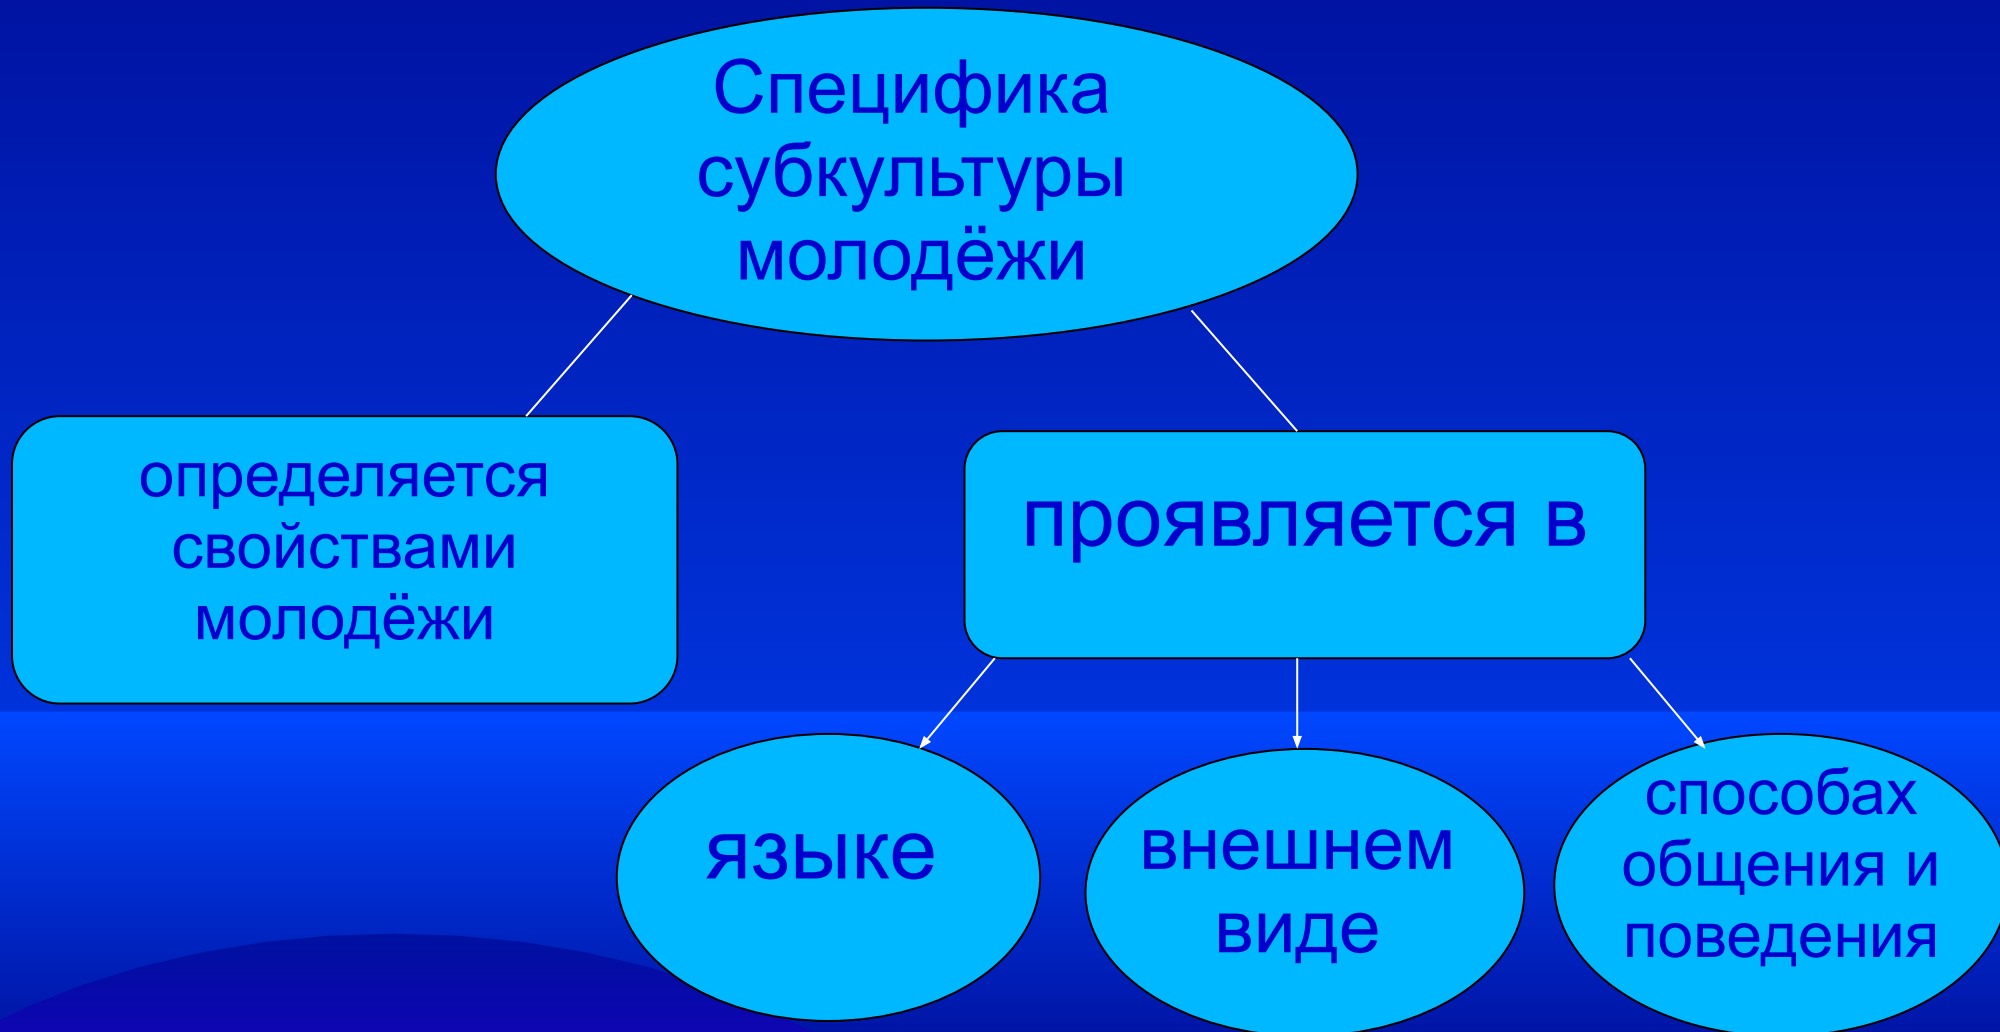 Специфика
субкультуры
молодёжи
определяется
свойствами
молодёжи
проявляется в
языке
внешнем
виде
способах
общения и
поведения